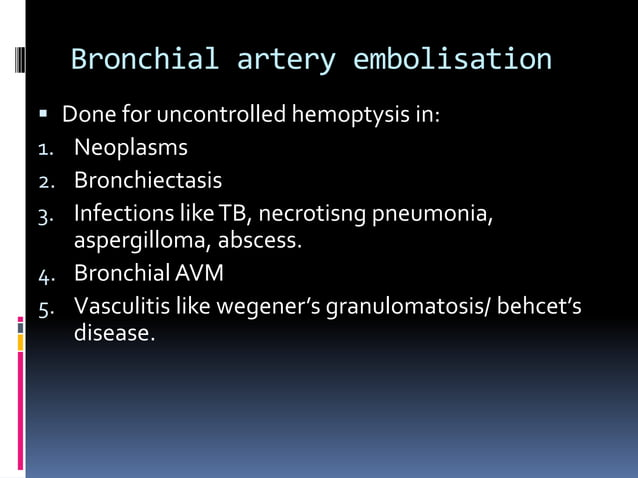 Bronchial artery embolisation
▪ Done for uncontrolled hemoptysis in:
1. Neoplasms
2. Bronchiectasis
3. Infections like TB, necrotisng pneumonia,
aspergilloma, abscess.
4. Bronchial AVM
5. Vasculitis like wegener's granulomatosis/ behcet's
disease.